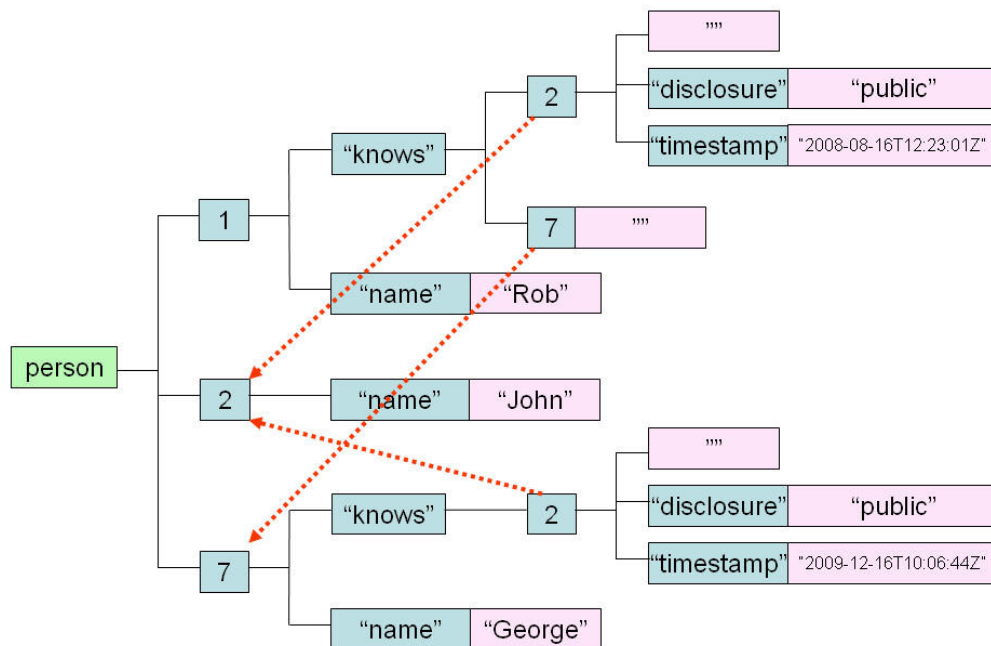 ””
2
“disclosure” “public”
“knows”
“timestamp” "2008-08-16T12:23:01Z"
1
7 ””
“name” “Rob”
person
2 “name” “John”
””
“knows” 2 “disclosure” “public”
7
“timestamp” "2009-12-16T10:06:44Z"
“name” “George”